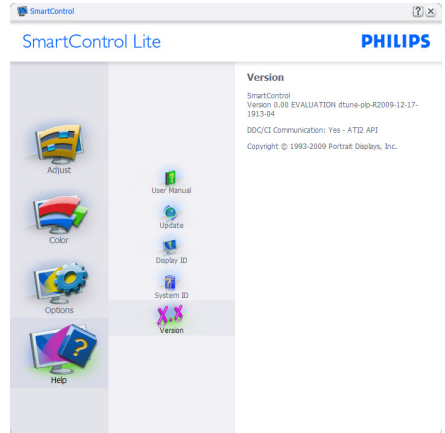 SmartControl
SmartControl Lite
PHILIPS
Adjust
Color
Options
Help
User Manual
Update
Display ID
System ID
X.X
Version
Version
SmartControl
Version 0.00 EVALUATION dtune-plp-R2009-12-17-
1913-04
DDC/CI Communication: Yes - ATI2 API
Copyright © 1993-2009 Portrait Displays, Inc.